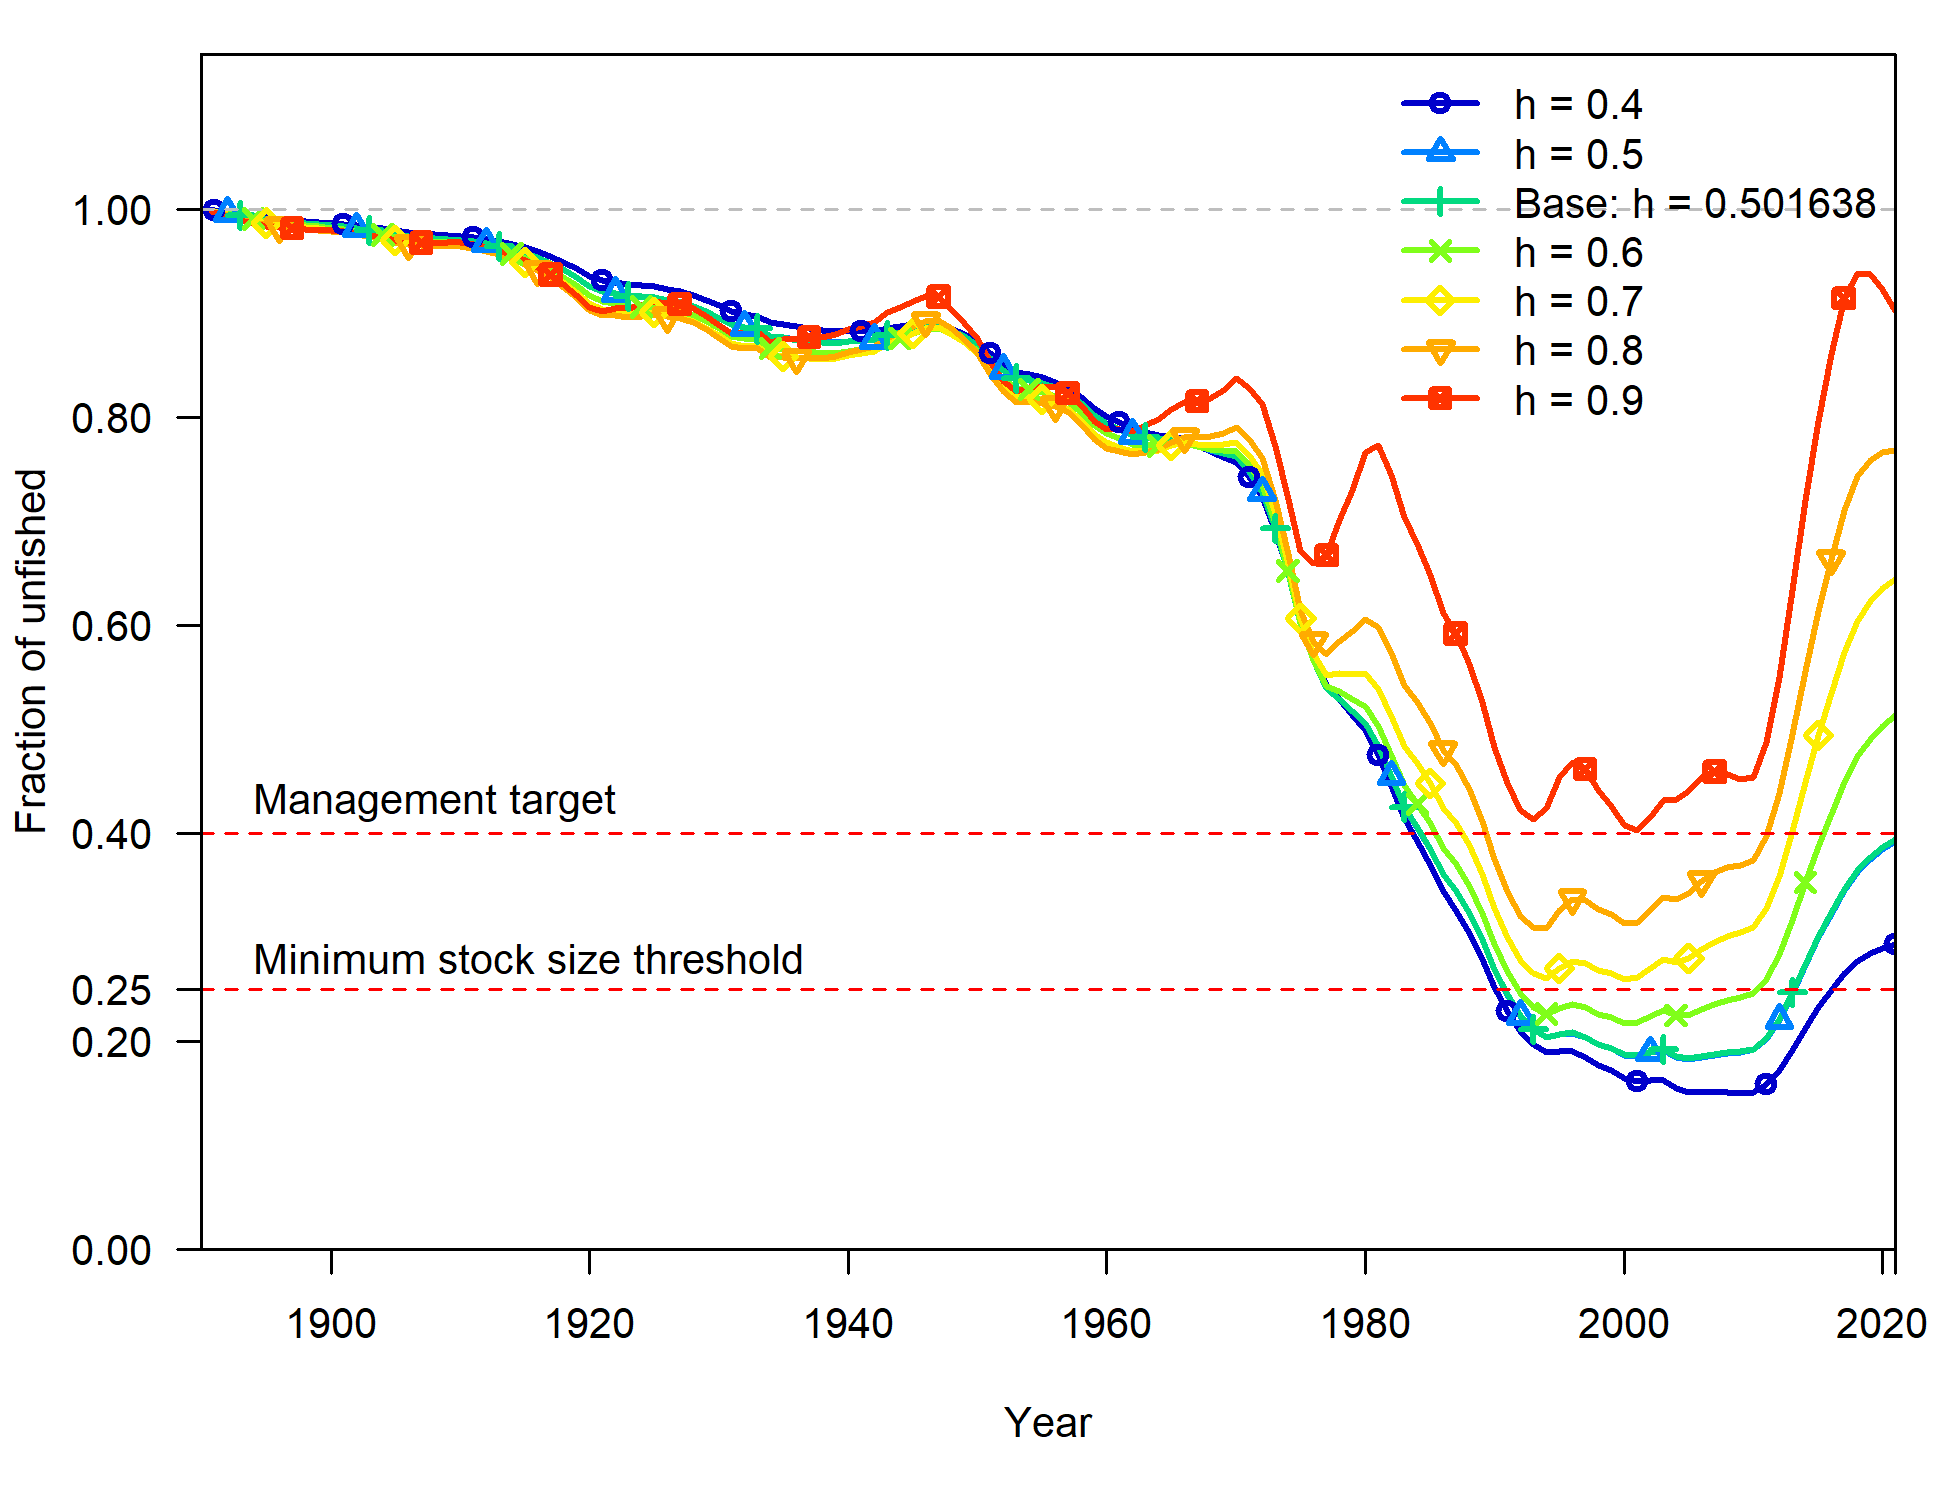 h = 0.4
h = 0.5
Base: h = 0.501638
h = 0.6
h = 0.7
h = 0.8
h = 0.9
1.00
0.80
0.60
0.40
0.25
0.20
0.00
Fraction of unfished
Management target
Minimum stock size threshold
1900
1920
1940
1960
1980
2000
2020
Year